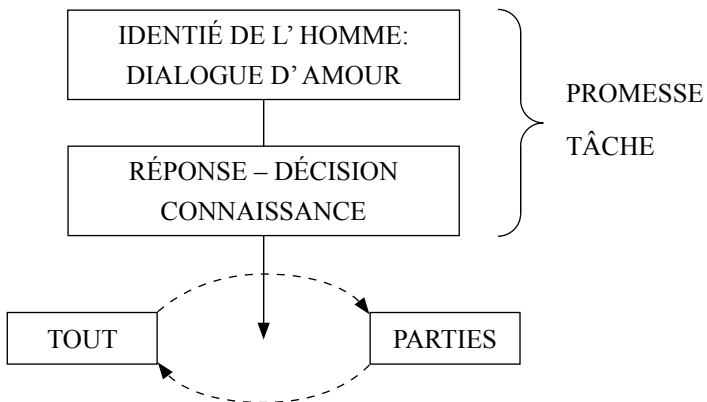 IDENTIÉ DE L' HOMME:
DIALOGUE D' AMOUR
PROMESSE
TÂCHE
RÉPONSE – DÉCISION
CONNAISSANCE
TOUT
PARTIES